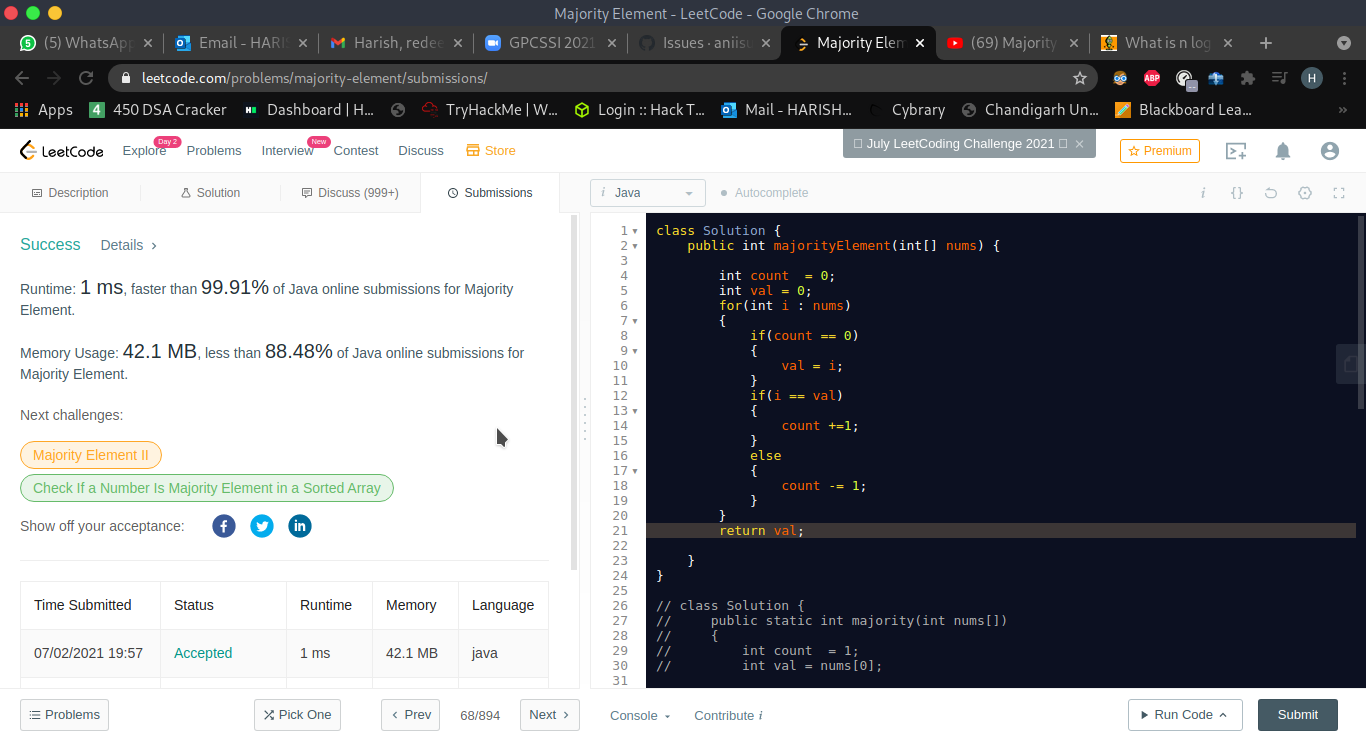 Majority Element - LeetCode - Google Chrome
(5) WhatsApp
Email - HARIS
Harish, redee
GPCSSI 2021
Issues · aniisu
Majority Elem
(69) Majority
What is n log
leetcode.com/problems/majority-element/submissions/
ABP
H
Apps
4 450 DSA Cracker
Dashboard | H...
TryHackMe | W...
Login :: Hack T...
Mail - HARISH...
Cybrary
Chandigarh Un...
Blackboard Lea...
LeetCode
Explore Day 2
Problems
Interview New
Contest
Discuss
Store
July LeetCoding Challenge 2021
Premium
Description
Solution
Discuss (999+)
Submissions
i Java
Autocomplete
Success Details
Runtime: 1 ms, faster than 99.91% of Java online submissions for Majority
Element.
Memory Usage: 42.1 MB, less than 88.48% of Java online submissions for
Majority Element.
Next challenges:
Majority Element II
Check If a Number Is Majority Element in a Sorted Array
Show off your acceptance:
Time Submitted Status Runtime Memory Language
07/02/2021 19:57 Accepted 1 ms 42.1 MB java
1 class Solution {
2 public int majorityElement(int[] nums) {
3
4 int count  = 0;
5 int val = 0;
6 for(int i : nums)
7 {
8 if(count == 0)
9 {
10 val = i;
11 }
12 if(i == val)
13 {
14 count +=1;
15 }
16 else
17 {
18 count -= 1;
19 }
20 }
21 return val;
22
23 }
24 }
25
26 // class Solution {
27 // public static int majority(int nums[])
28 // {
29 // int count  = 1;
30 // int val = nums[0];
31
Problems
Pick One
Prev
68/894
Next
Console
Contribute i
Run Code
Submit